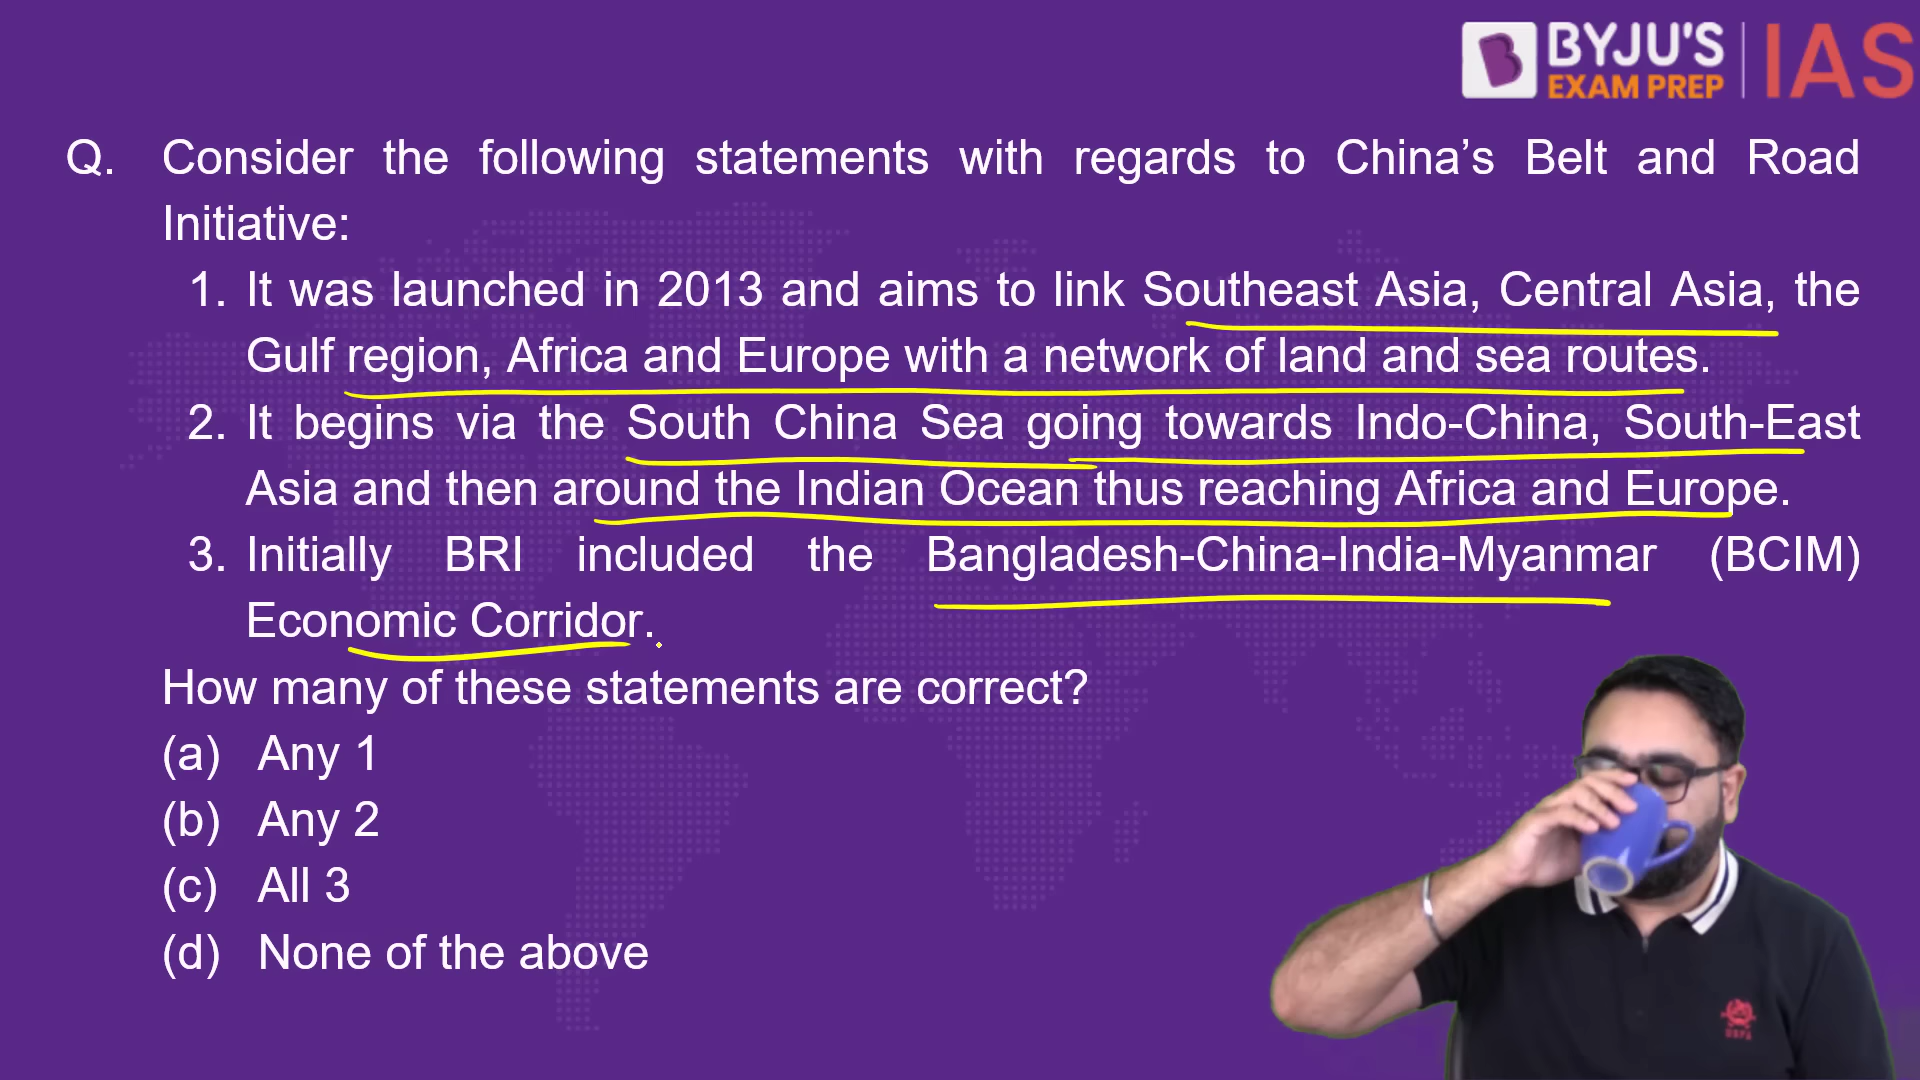 BYJU'S
EXAM PREP
IAS
Q. Consider the following statements with regards to China’s Belt and Road
Initiative:
1. It was launched in 2013 and aims to link Southeast Asia, Central Asia, the
Gulf region, Africa and Europe with a network of land and sea routes.
2. It begins via the South China Sea going towards Indo-China, South-East
Asia and then around the Indian Ocean thus reaching Africa and Europe.
3. Initially BRI included the Bangladesh-China-India-Myanmar (BCIM)
Economic Corridor.
How many of these statements are correct?
(a) Any 1
(b) Any 2
(c) All 3
(d) None of the above